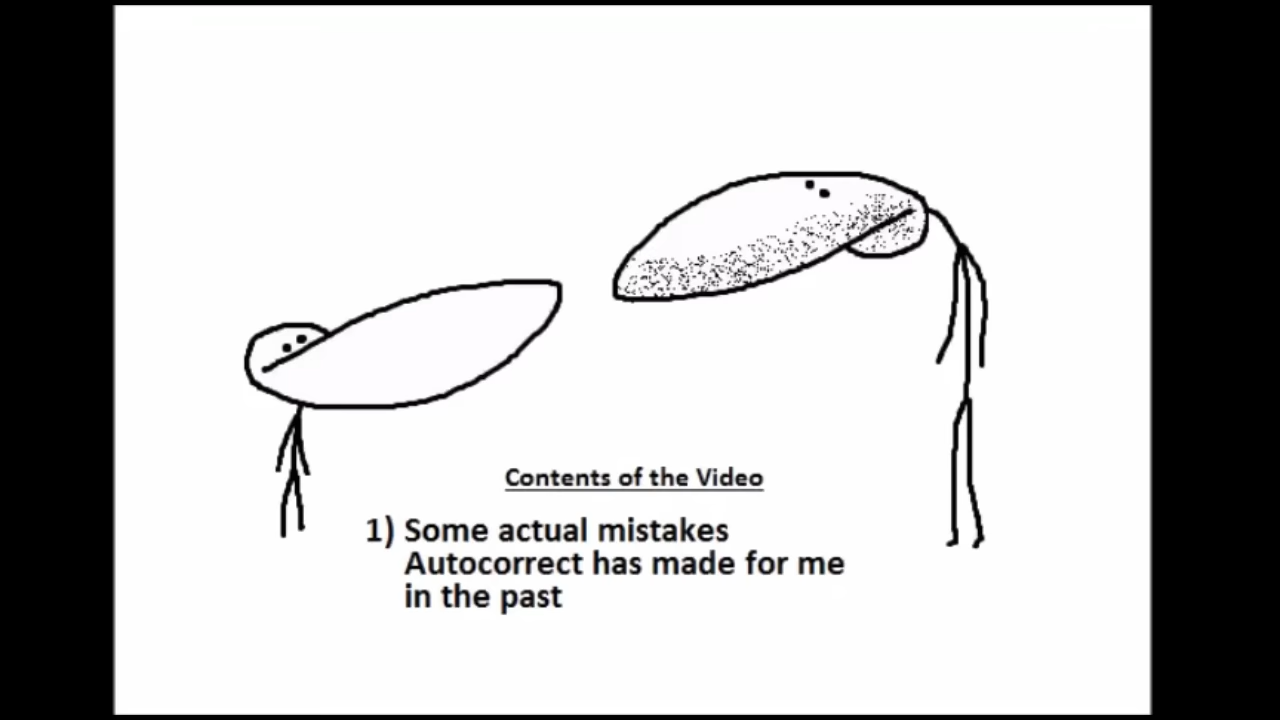 Contents of the Video
1) Some actual mistakes
Autocorrect has made for me
in the past